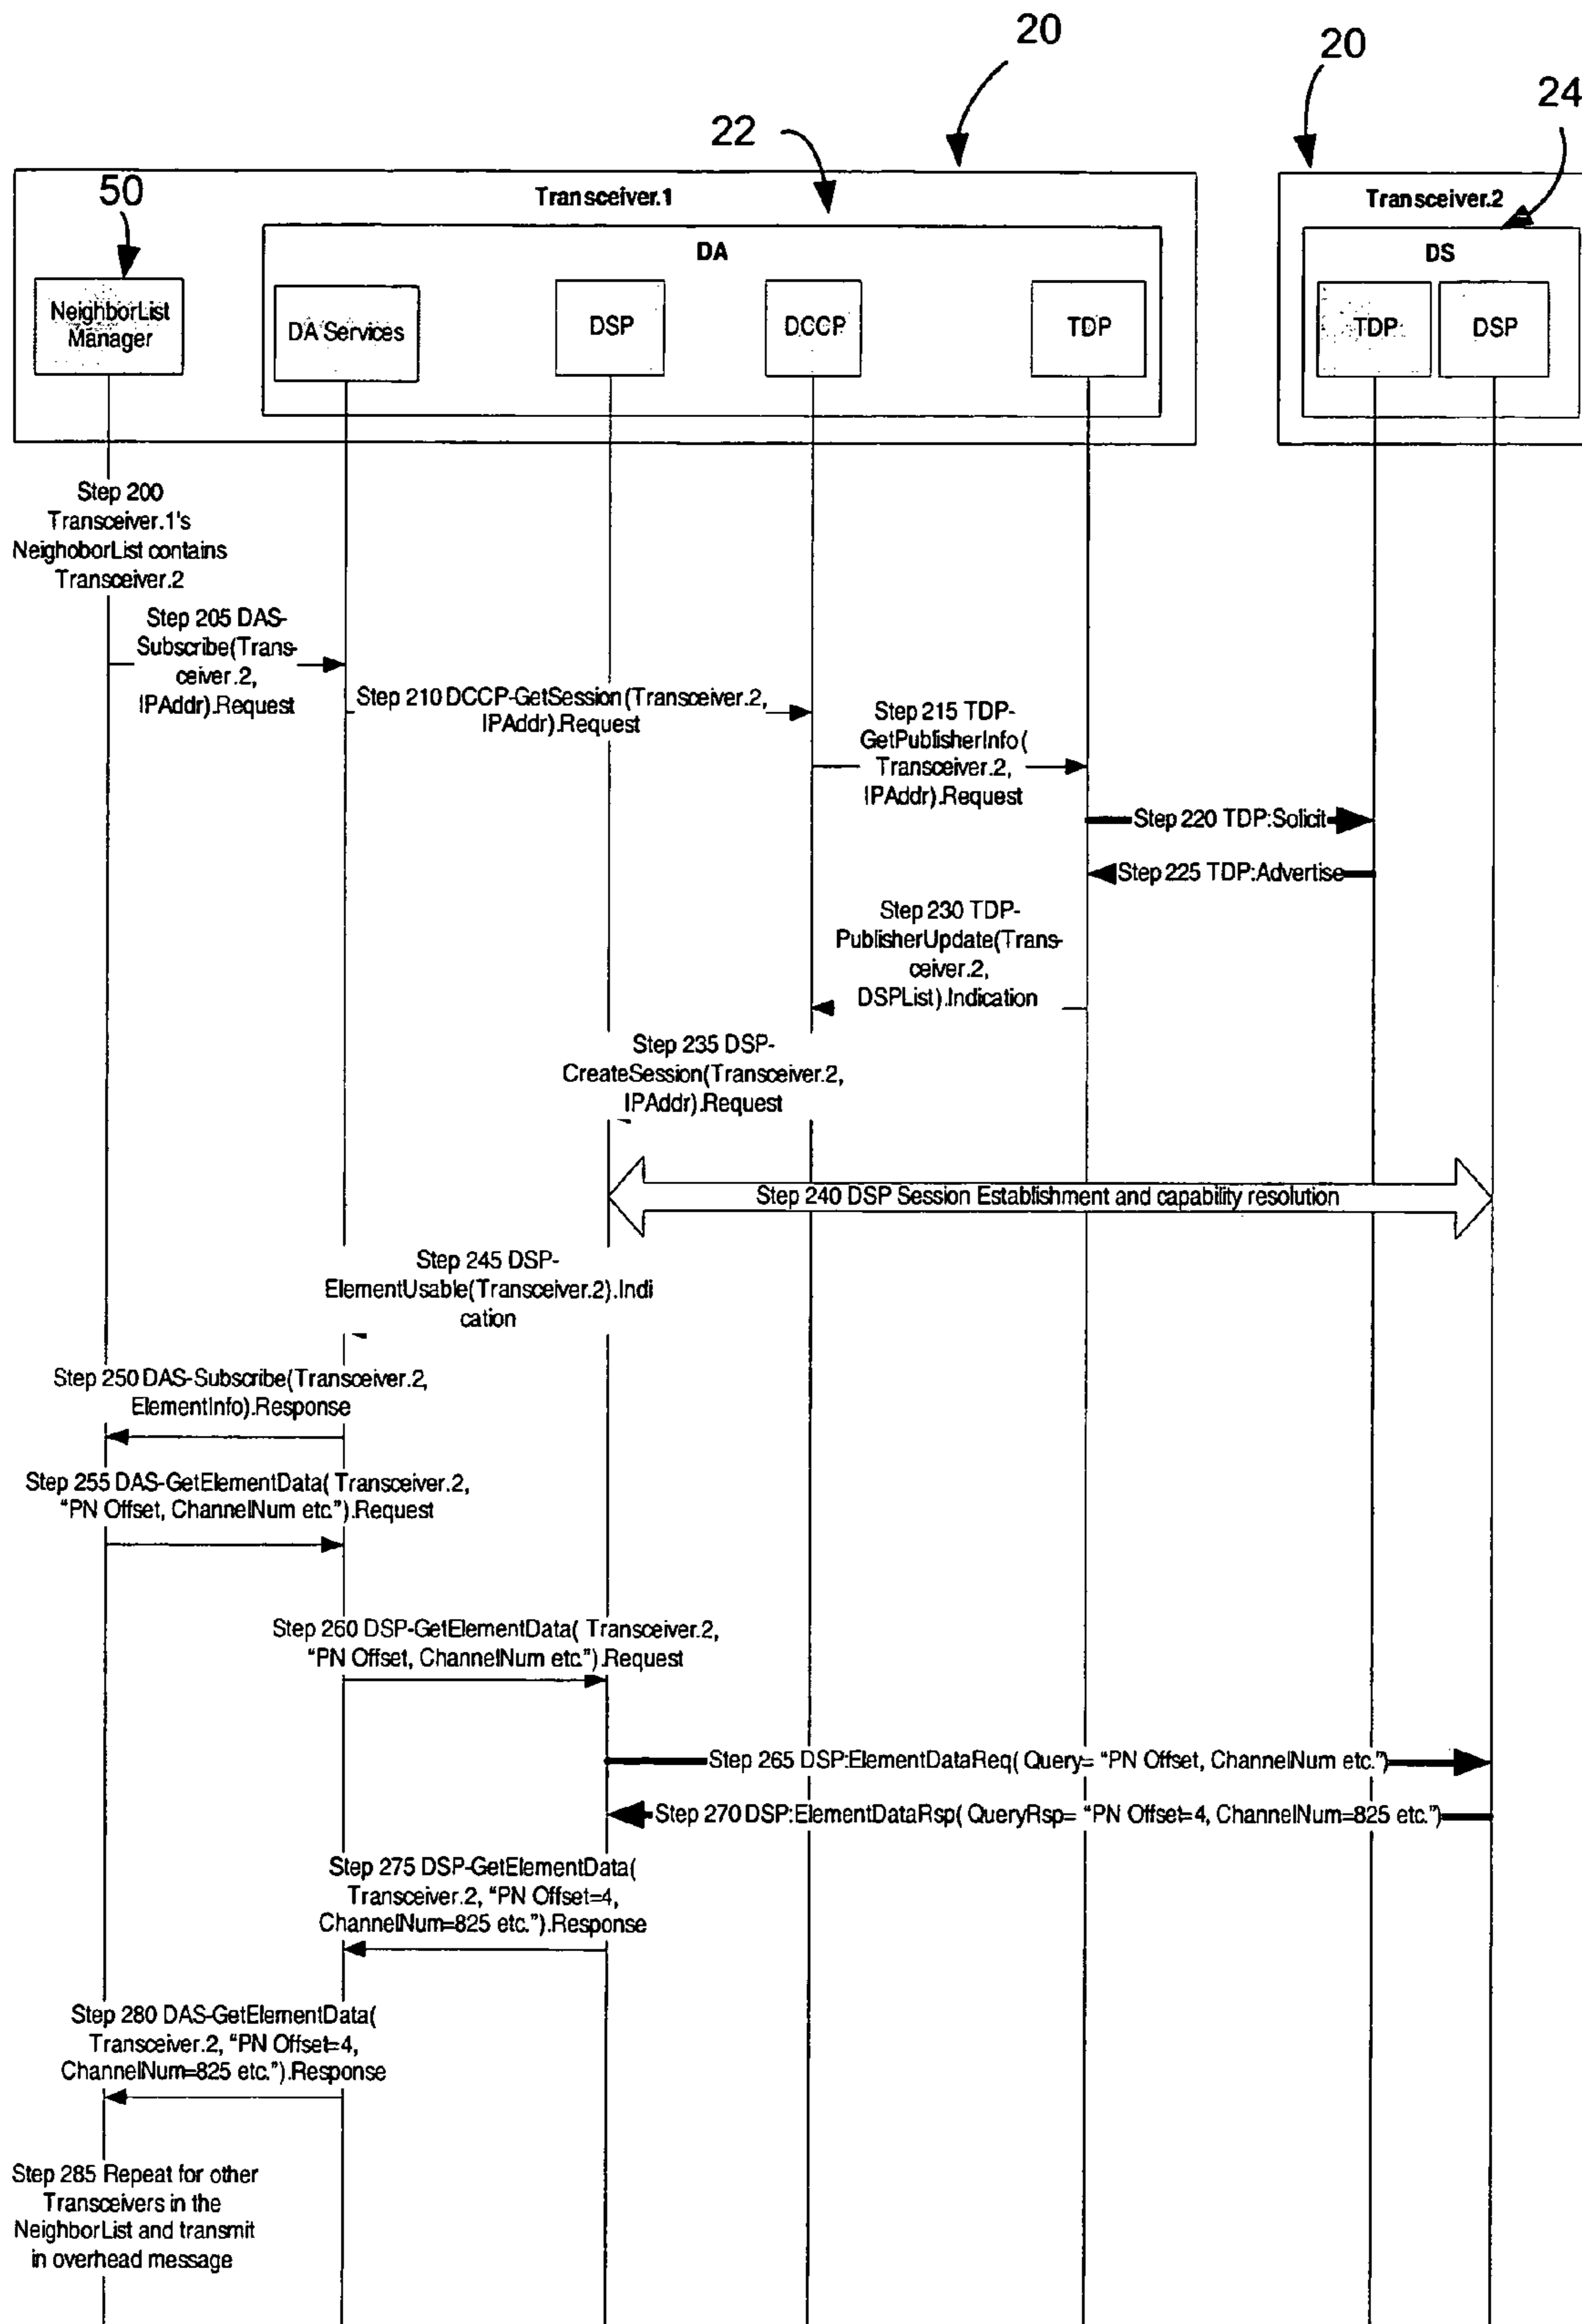 20
20
24
22
50
Transceiver.1
Transceiver.2
DA
DS
NeighborList
Manager
DA Services
DSP
DCCP
TDP
TDP
DSP
Step 200
Transceiver.1's
NeighoborList contains
Transceiver.2
Step 205 DAS-
Subscribe(Trans-
ceiver.2,
IPAddr).Request
Step 210 DCCP-GetSession(Transceiver.2,
IPAddr).Request
Step 215 TDP-
GetPublisherInfo(
Transceiver.2,
IPAddr).Request
Step 220 TDP:Solicit
Step 225 TDP:Advertise
Step 230 TDP-
PublisherUpdate(Trans-
ceiver.2,
DSPList).Indication
Step 235 DSP-
CreateSession(Transceiver.2,
IPAddr).Request
Step 240 DSP Session Establishment and capability resolution
Step 245 DSP-
ElementUsable(Transceiver.2).Indi
cation
Step 250 DAS-Subscribe(Transceiver.2,
ElementInfo).Response
Step 255 DAS-GetElementData( Transceiver.2,
"PN Offset, ChannelNum etc.").Request
Step 260 DSP-GetElementData( Transceiver.2,
"PN Offset, ChannelNum etc.").Request
Step 265 DSP:ElementDataReq( Query= "PN Offset, ChannelNum etc.")
Step 270 DSP:ElementDataRsp( QueryRsp= "PN Offset=4, ChannelNum=825 etc.")
Step 275 DSP-GetElementData(
Transceiver.2, "PN Offset=4,
ChannelNum=825 etc.").Response
Step 280 DAS-GetElementData(
Transceiver.2, "PN Offset=4,
ChannelNum=825 etc.").Response
Step 285 Repeat for other
Transceivers in the
NeighborList and transmit
in overhead message